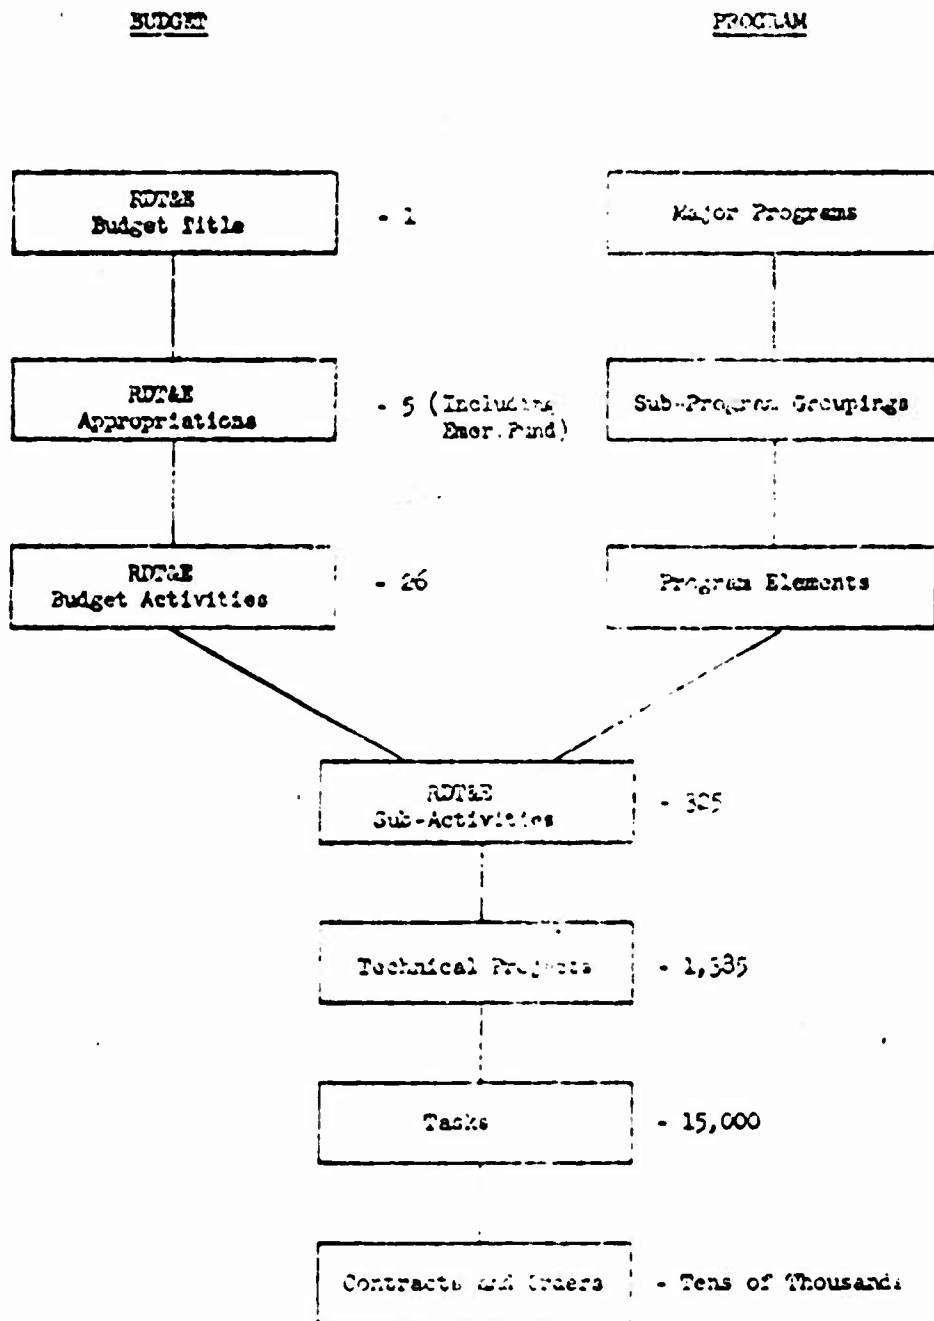 BUDGET
PROGRAM
RDT&E
Budget Title
- 1
Major Programs
RDT&E
Appropriations
- 5 (Including
Emer. Fund)
Sub-Program Groupings
RDT&E
Budget Activities
- 26
Program Elements
RDT&E
Sub-Activities
Technical Projects
Tasks
- 15,000
Contracts and Orders
- Tens of Thousands